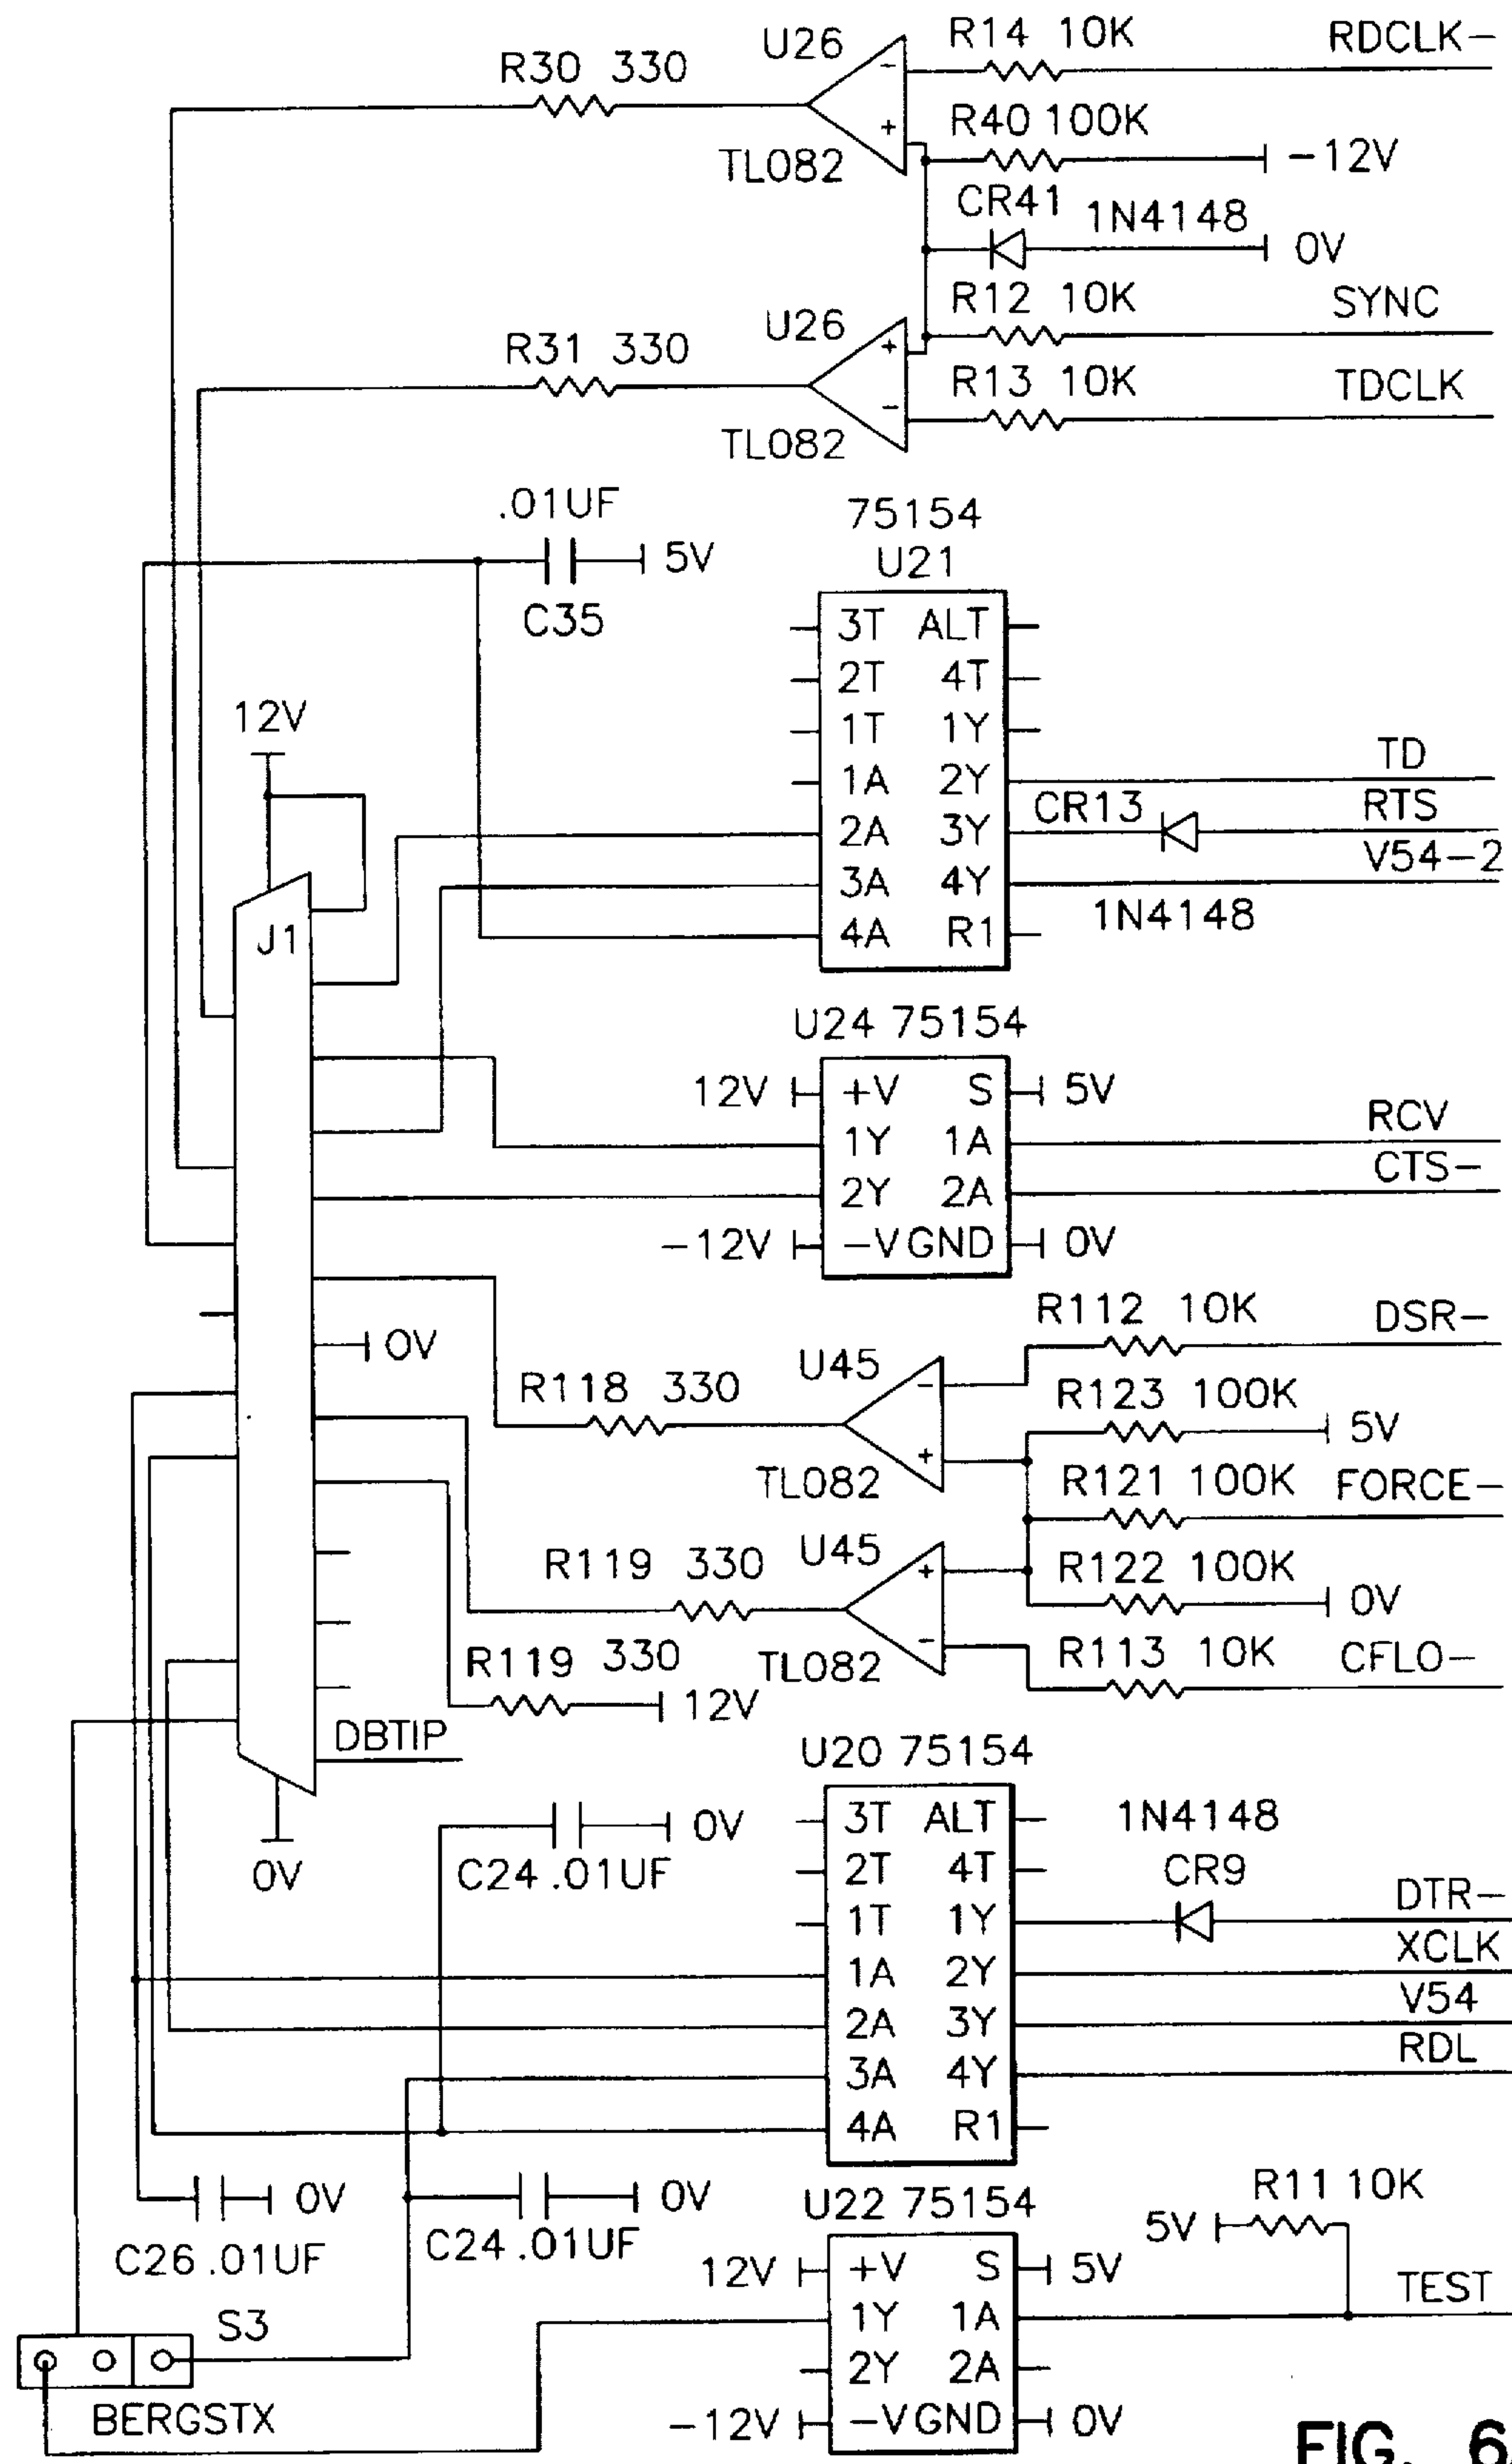 U26
R14 10K
RDCLK-
R30 330
-
+
R40 100K
-12V
TL082
CR41 1N4148
0V
R12 10K
SYNC
U26
R31 330
+
-
R13 10K
TDCLK
TL082
.01UF
5V
C35
75154
U21
3T ALT
2T 4T
1T 1Y
1A 2Y
2A 3Y
3A 4Y
4A R1
TD
CR13
RTS
V54-2
1N4148
12V
J1
U24 75154
12V
+V S
5V
1Y 1A
RCV
2Y 2A
CTS-
-12V
-V GND
0V
0V
R112 10K
DSR-
U45
R118 330
-
+
R123 100K
5V
TL082
R121 100K
FORCE-
U45
R119 330
+
-
R122 100K
0V
R119 330
12V
TL082
R113 10K
CFLO-
DBTIP
0V
U20 75154
3T ALT
2T 4T
1T 1Y
1A 2Y
2A 3Y
3A 4Y
4A R1
1N4148
CR9
DTR-
XCLK
V54
RDL
0V
C24 .01UF
0V
C26 .01UF
0V
C24 .01UF
U22 75154
R11 10K
5V
12V
+V S
5V
1Y 1A
TEST
2Y 2A
-12V
-V GND
0V
S3
BERGSTX
FIG. 6